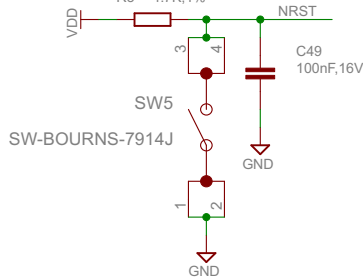 NRST
VDD
3
4
C49
100nF,16V
SW5
SW-BOURNS-7914J
GND
1
2
GND